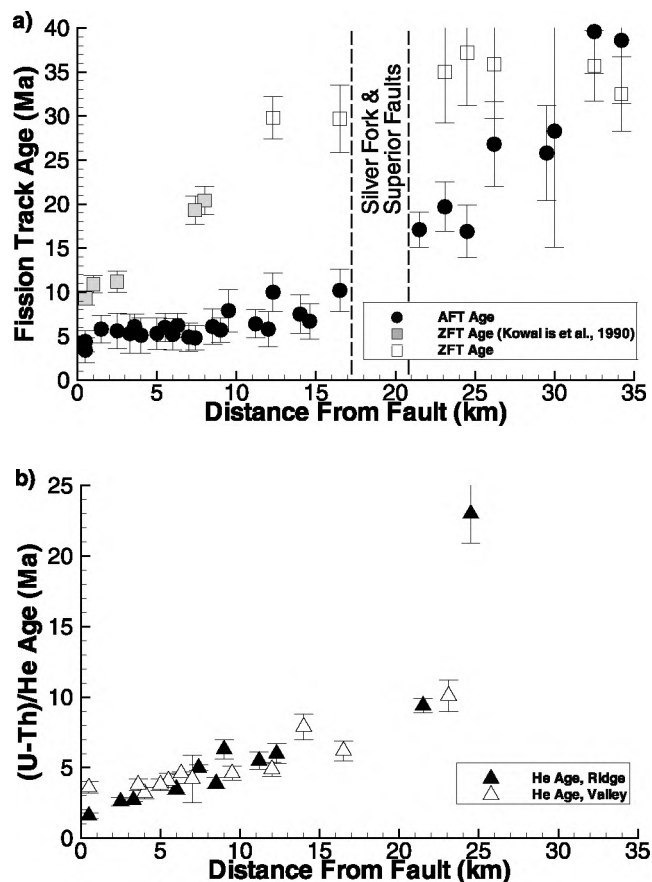 a)
Fission Track Age (Ma)
40
35
30
25
20
15
10
5
0
Silver Fork &
Superior Faults
AFT Age
ZFT Age (Kowal is et al., 1990)
ZFT Age
0 5 10 15 20 25 30 35
Distance From Fault (km)
b)
(U-Th)/He Age (Ma)
25
20
15
10
5
0
He Age, Ridge
He Age, Valley
0 5 10 15 20 25 30 35
Distance From Fault (km)